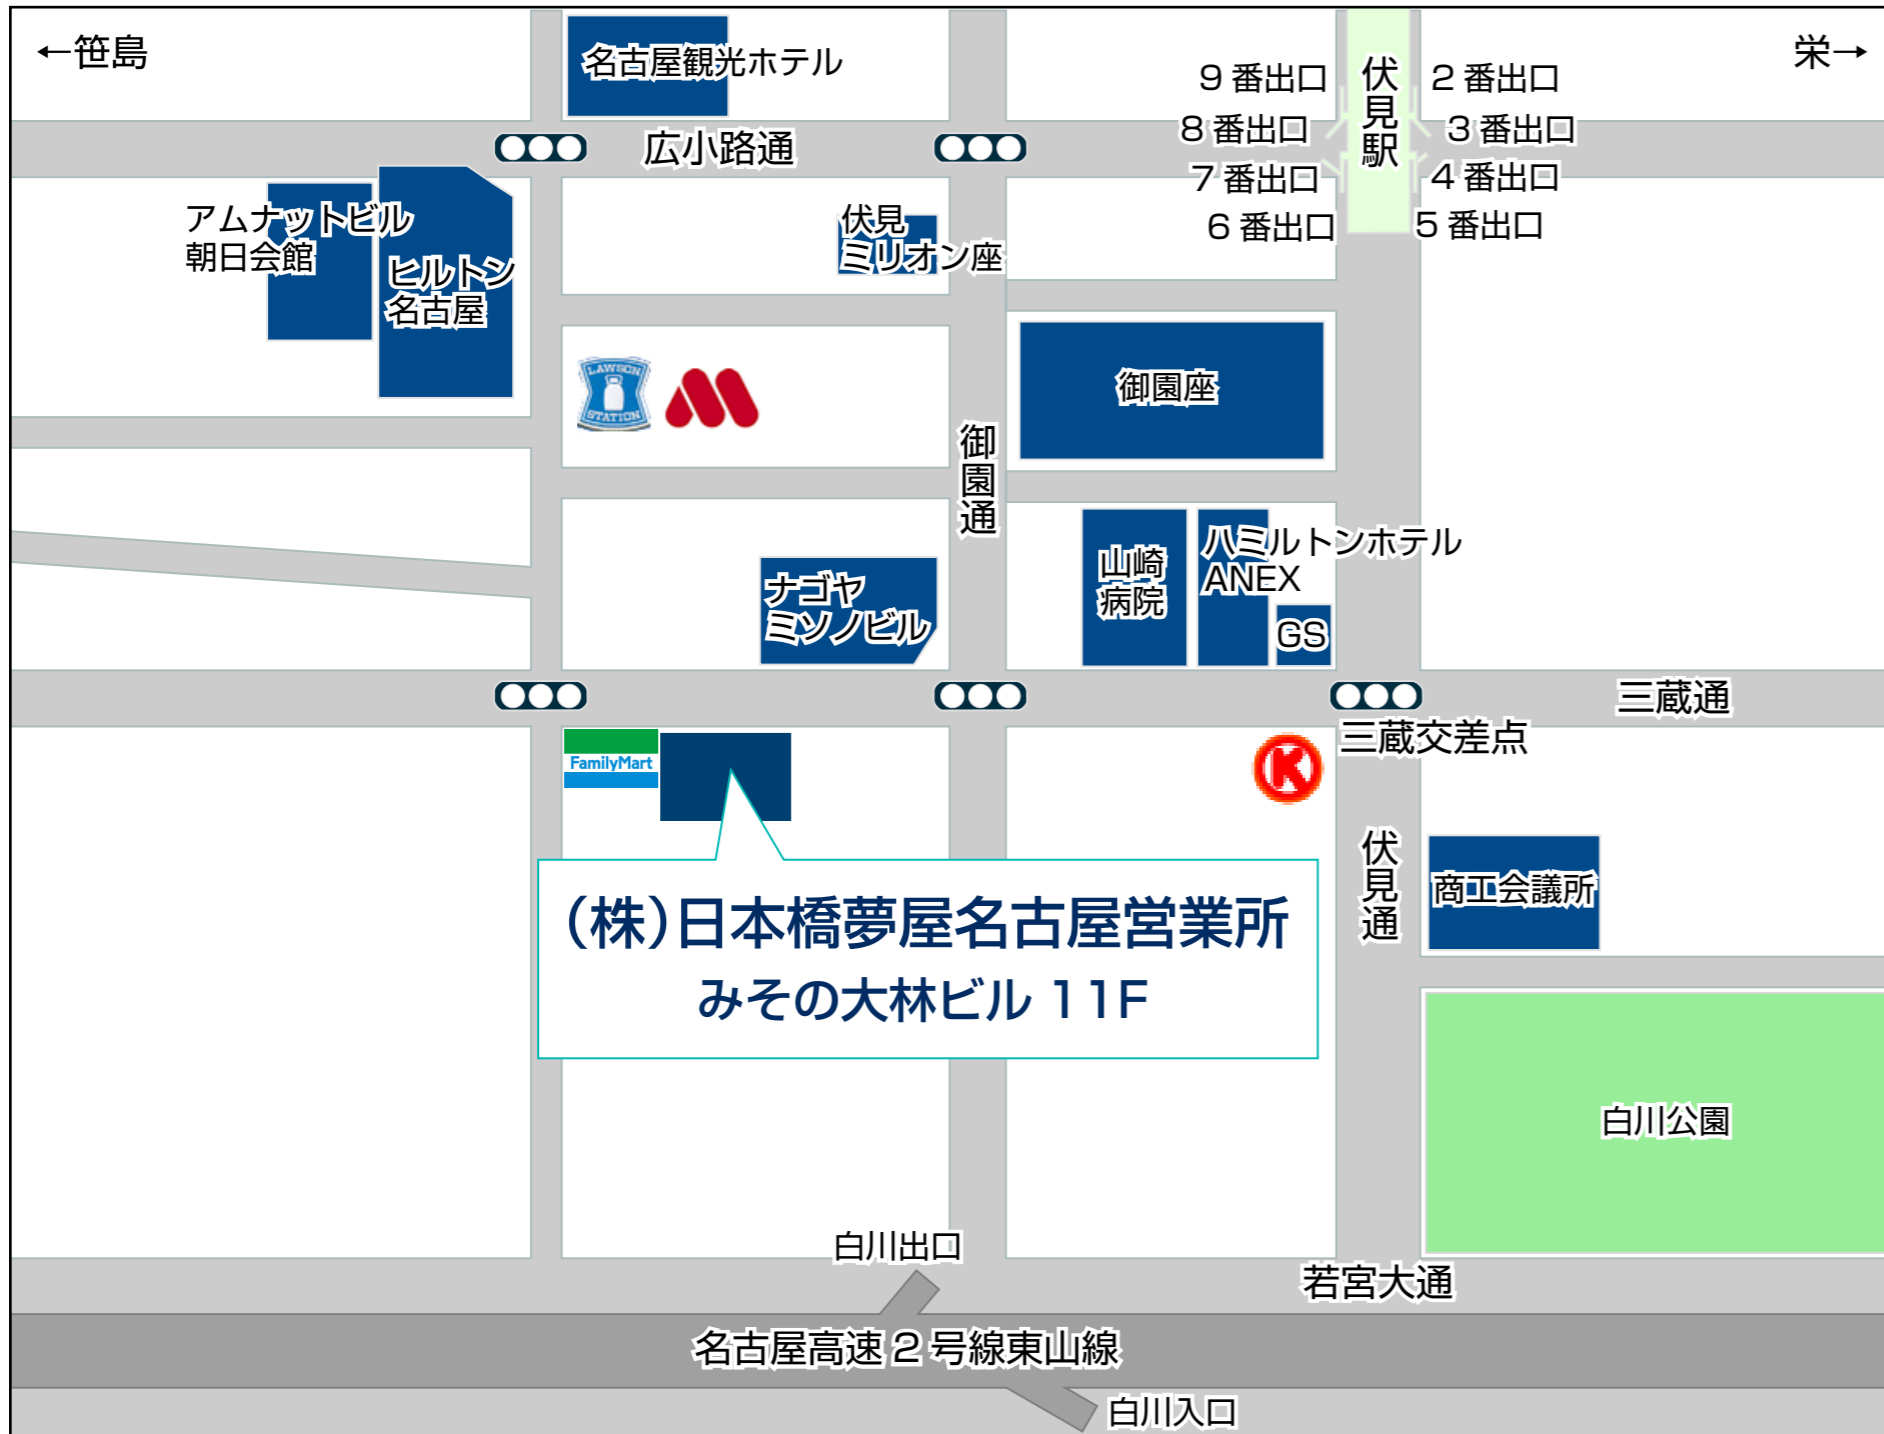 ←笹島
名古屋観光ホテル
栄→
伏見駅
9番出口
2番出口
8番出口
3番出口
7番出口
4番出口
6番出口
5番出口
広小路通
アムナットビル
朝日会館
ヒルトン
名古屋
伏見
ミリオン座
LAWSON
STATION
御園座
御園通
山崎
病院
ハミルトンホテル
ANEX
GS
ナゴヤ
ミソノビル
三蔵通
三蔵交差点
FamilyMart
K
伏見通
商工会議所
(株)日本橋夢屋名古屋営業所
みその大林ビル 11F
白川公園
白川出口
若宮大通
名古屋高速2号線東山線
白川入口